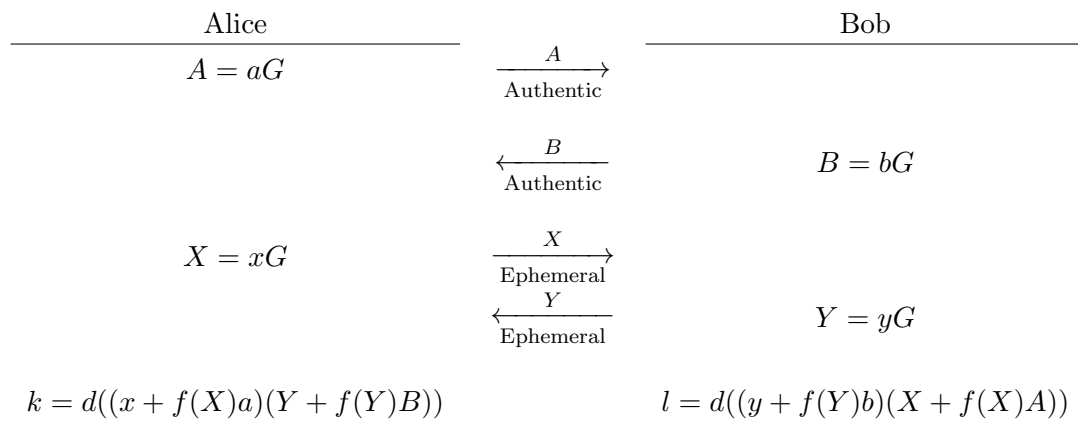 Alice Bob
A = aG A Authentic
B Authentic B = bG
X = xG X Ephemeral
Y Ephemeral Y = yG
k = d((x + f(X)a)(Y + f(Y)B)) l = d((y + f(Y)b)(X + f(X)A))